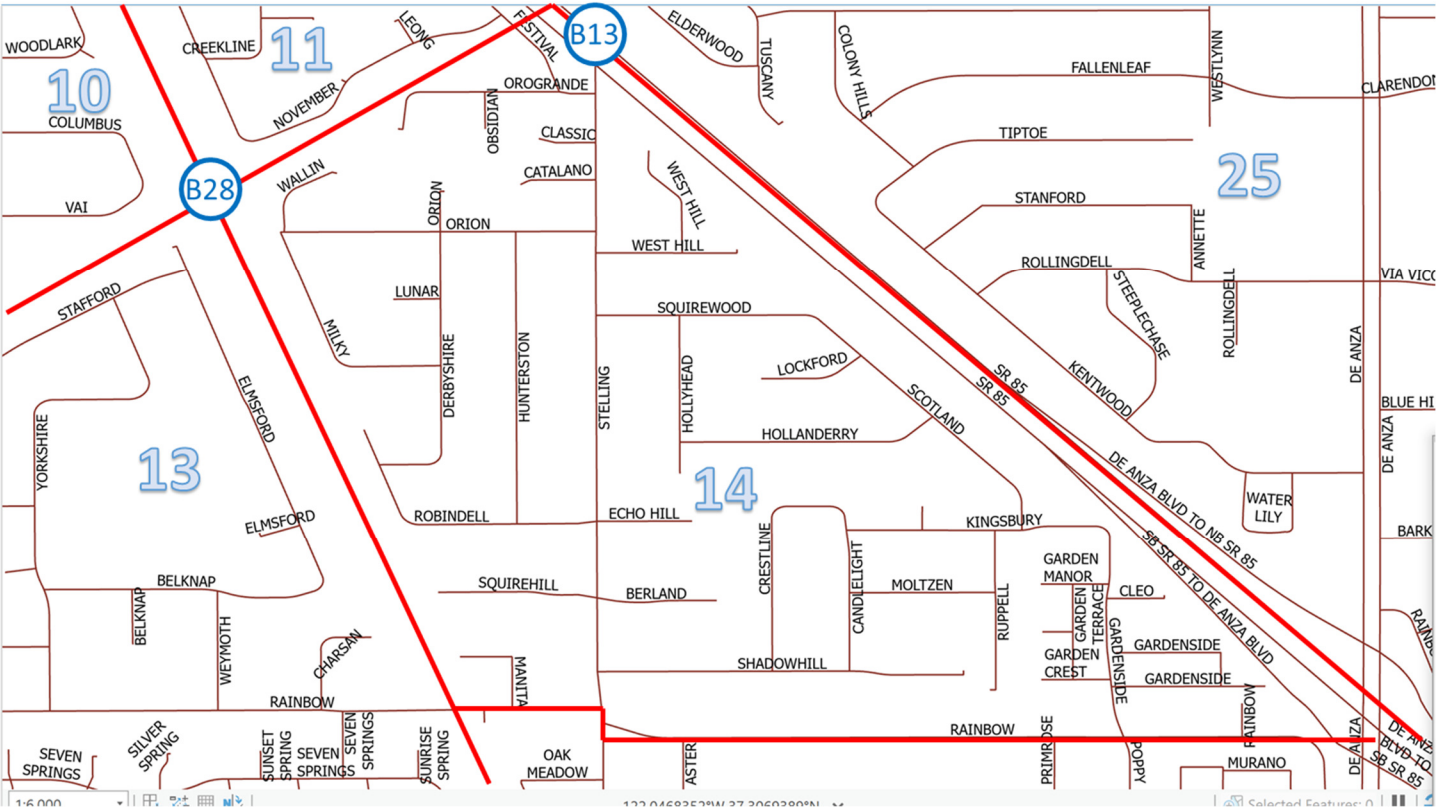 WOODLARK
CREEKLINE
11
LEONG
FESTIVAL
B13
ELDERWOOD
TUSCANY
COLONY HILLS
WESTLYNN
FALLENLEAF
CLARENDON
10
NOVEMBER
OROGRANDE
OBSIDIAN
COLUMBUS
CLASSIC
TIPTOE
CATALANO
25
B28
WALLIN
WEST HILL
VAI
ORION
ORION
STANFORD
ANNETTE
WEST HILL
ROLLINGDELL
VIA VICO
STAFFORD
LUNAR
SQUIREWOOD
STEEPLECHASE
ROLLINGDELL
MILKY
DERBYSHIRE
HUNTERSTON
STELLING
HOLLYHEAD
LOCKFORD
SR 85
SR 85
KENTWOOD
DE ANZA
ELMSFORD
SCOTLAND
BLUE HI
YORKSHIRE
HOLLANDERRY
DE ANZA
13
14
DE ANZA BLVD TO NB SR 85
WATER
LILY
ELMSFORD
ROBINDELL
ECHO HILL
KINGSBURY
BARK
CRESTLINE
CANDLELIGHT
SB SR 85 TO DE ANZA BLVD
GARDEN
MANOR
BELKNAP
SQUIREHILL
BERLAND
MOLTZEN
RUPPELL
GARDEN
TERRACE
CLEO
BELKNAP
WEYMOTH
CHARSAN
GARDENSIDE
GARDENSIDE
RAINBO
GARDEN
CREST
MANITA
SHADOWHILL
GARDENSIDE
RAINBOW
RAINBOW
RAINBOW
SEVEN
SPRINGS
SILVER
SPRING
SUNSET
SPRING
SEVEN
SPRINGS
SEVEN
SPRINGS
SUNRISE
SPRING
OAK
MEADOW
ASTER
PRIMROSE
POPPY
MURANO
DE ANZA
DE ANZA
BLVD TO
SB SR 85
1:6,000
122.0468352°W 37.3069389°N
Selected Features: 0